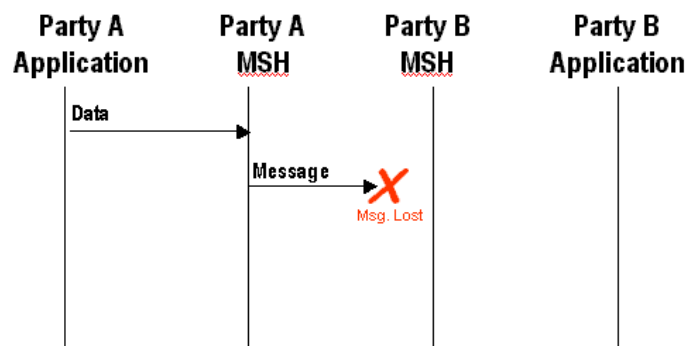 Party A Party A Party B Party B
Application MSH MSH Application
Data
Message
Msg. Lost